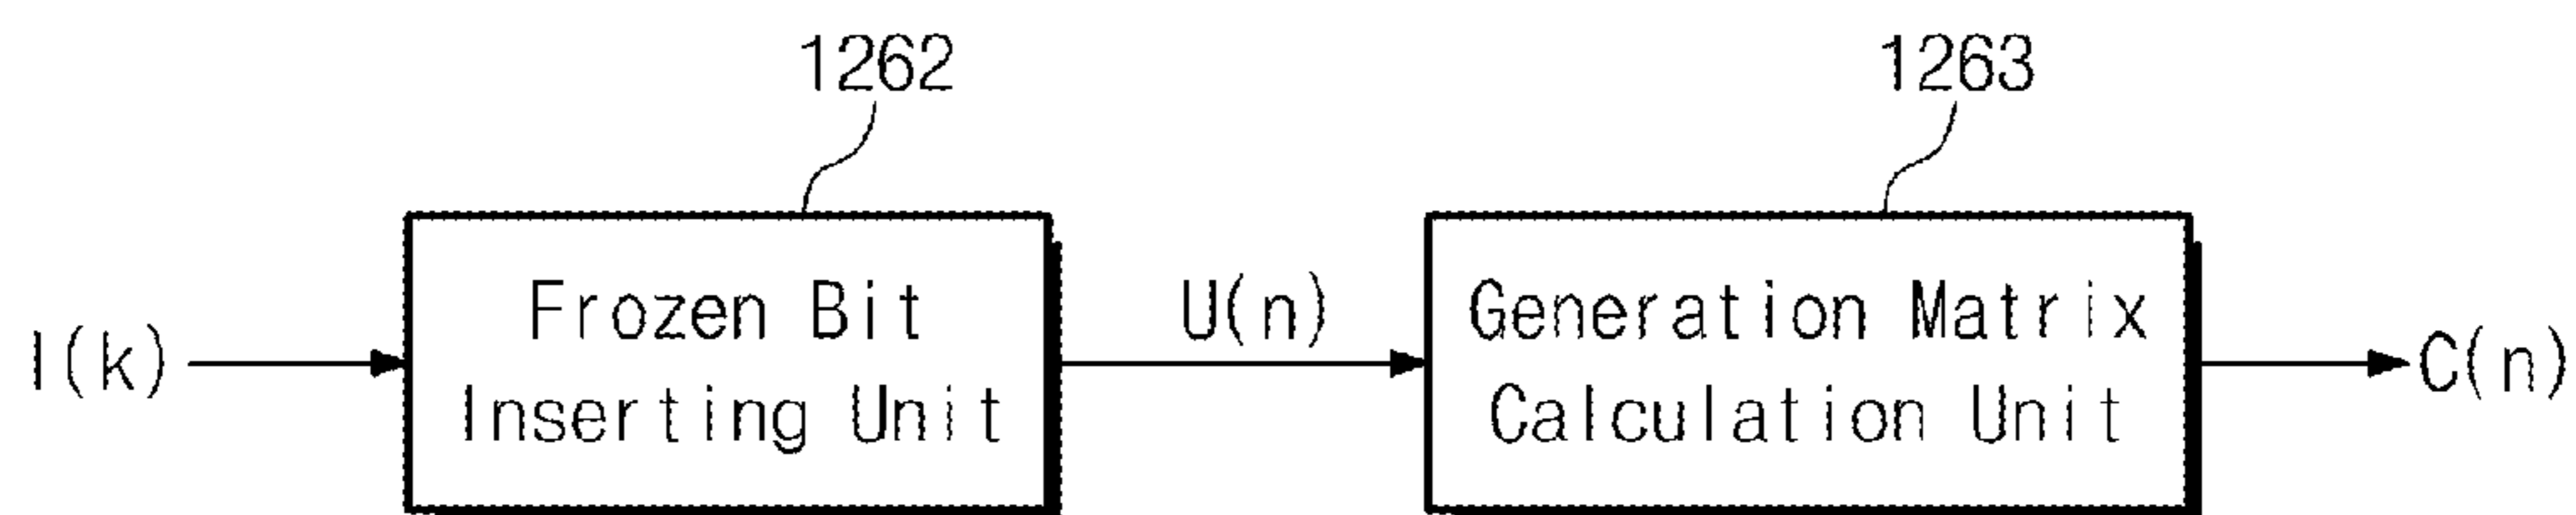 1262
1263
I(k)
Frozen Bit
Inserting Unit
U(n)
Generation Matrix
Calculation Unit
C(n)